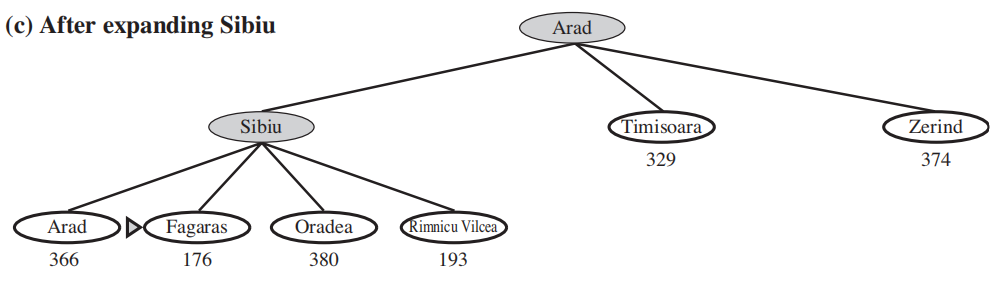 (c) After expanding Sibiu
Arad
Sibiu
Timisoara
Zerind
329
374
Arad
Fagaras
Oradea
Rimnicu Vilcea
366
176
380
193